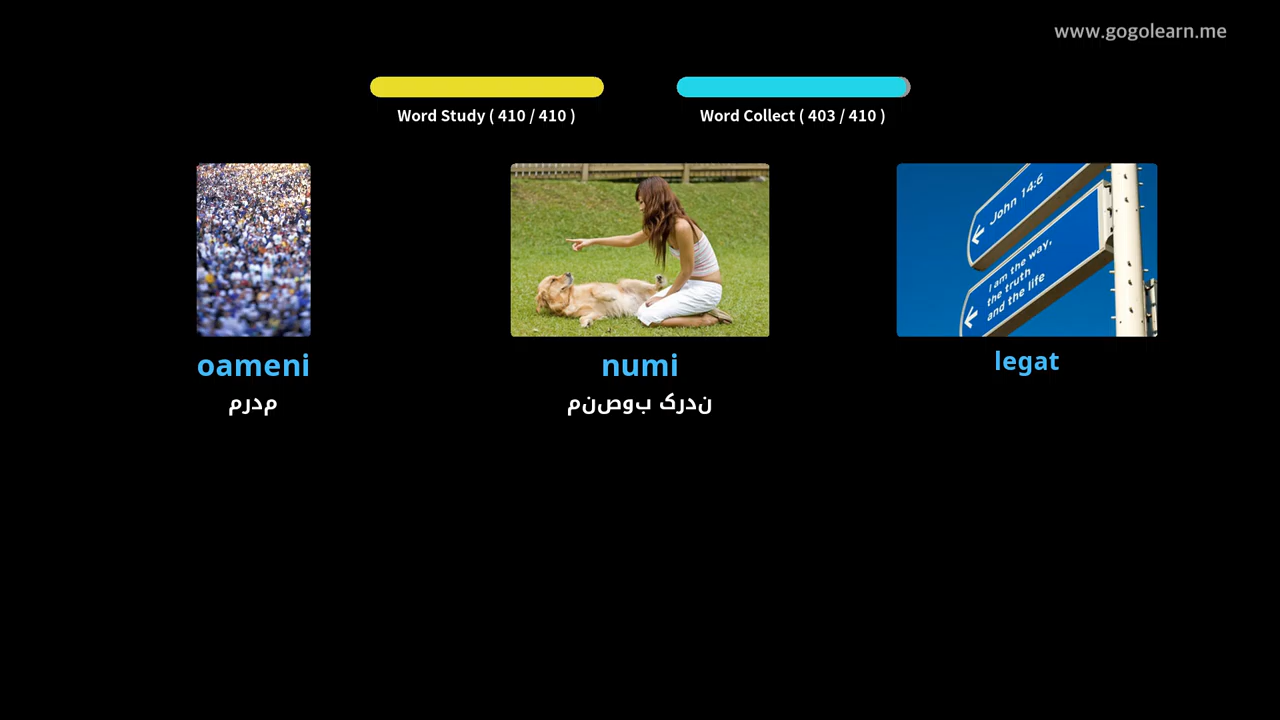 www.gogolearn.me
Word Study ( 410 / 410 )
Word Collect ( 403 / 410 )
oameni
numi
legat
مدرم
ندرک بوصنم
John 14:6
I am the way,
the truth
and the life